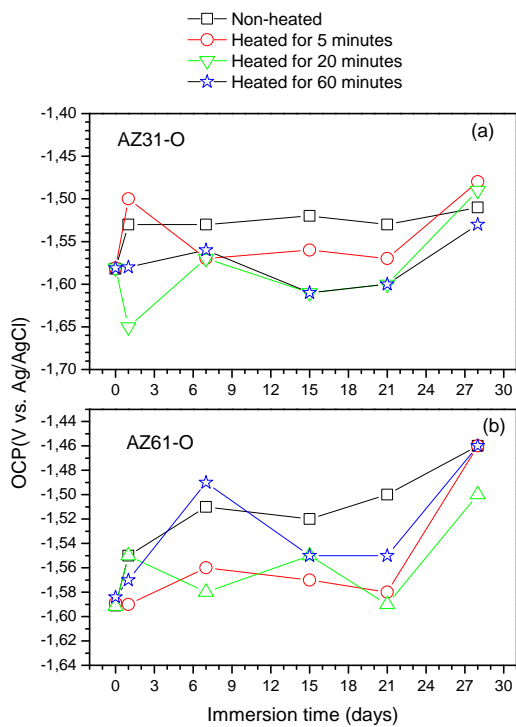 Non-heated
Heated for 5 minutes
Heated for 20 minutes
Heated for 60 minutes
-1,40
(a)
AZ31-O
-1,45
-1,50
-1,55
-1,60
-1,65
-1,70
0 3 6 9 12 15 18 21 24 27 30
OCP(V vs. Ag/AgCl)
-1,44
(b)
AZ61-O
-1,46
-1,48
-1,50
-1,52
-1,54
-1,56
-1,58
-1,60
-1,62
-1,64
0 3 6 9 12 15 18 21 24 27 30
Immersion time (days)